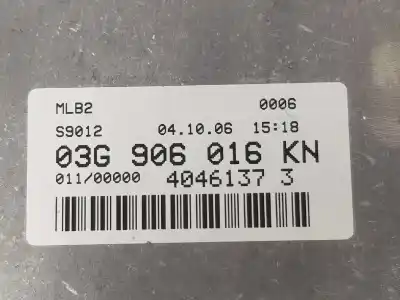 MLB2 0006
S9012 04.10.06 15:18
03G 906 016 KN
011/00000 4046137 3